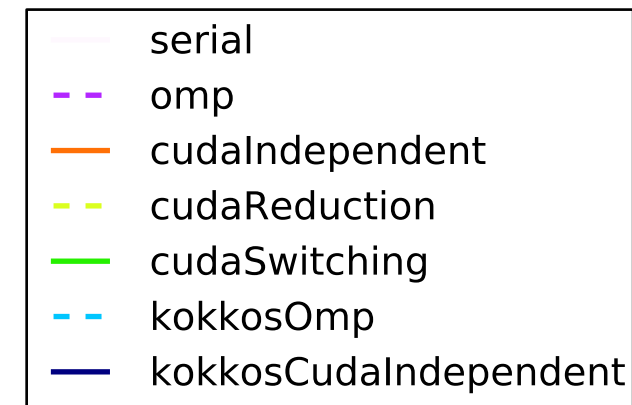 serial
omp
cudaIndependent
cudaReduction
cudaSwitching
kokkosOmp
kokkosCudaIndependent